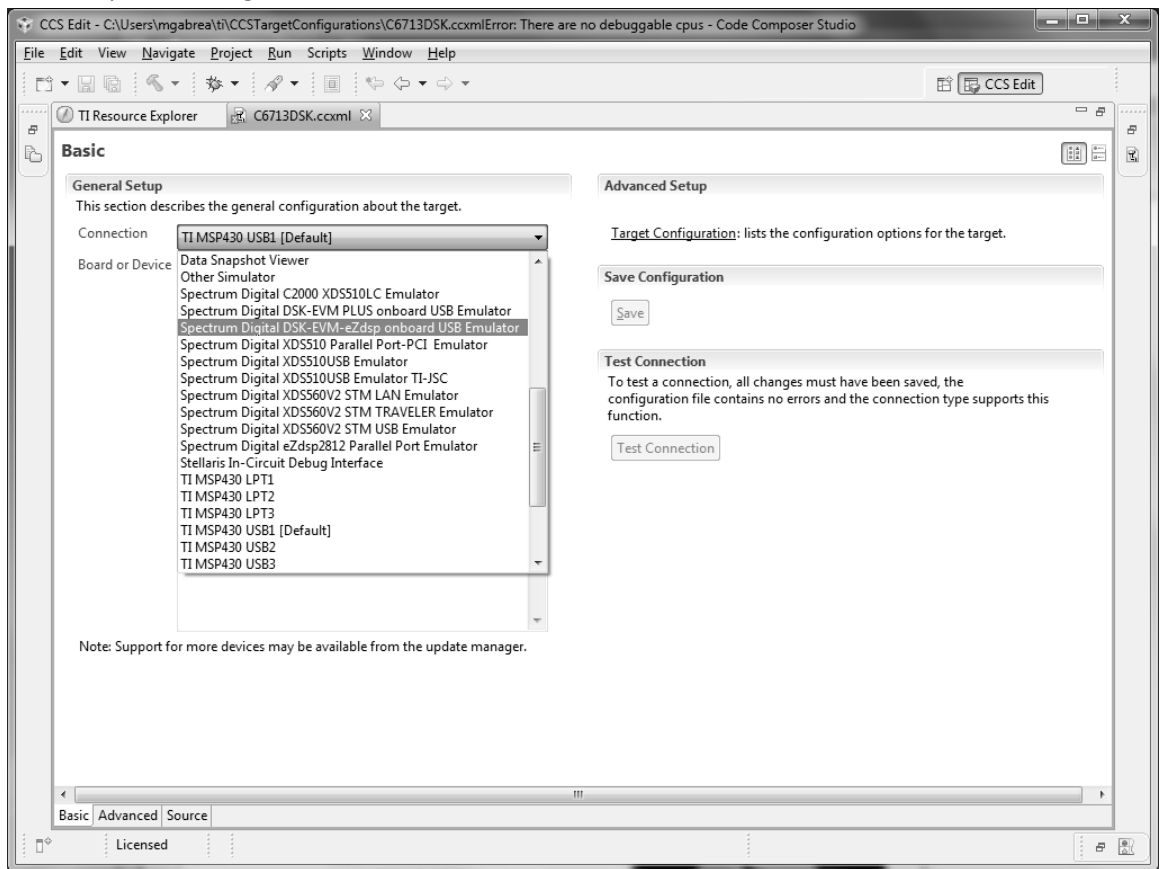 CCS Edit - C:\Users\mgabrea\ti\CCSTargetConfigurations\C6713DSK.ccxmlError: There are no debuggable cpus - Code Composer Studio
File Edit View Navigate Project Run Scripts Window Help
CCS Edit
TI Resource Explorer C6713DSK.ccxml
Basic
General Setup
This section describes the general configuration about the target.
Connection TI MSP430 USB1 [Default]
Board or Device
Data Snapshot Viewer
Other Simulator
Spectrum Digital C2000 XDS510LC Emulator
Spectrum Digital DSK-EVM PLUS onboard USB Emulator
Spectrum Digital DSK-EVM-eZdsp onboard USB Emulator
Spectrum Digital XDS510 Parallel Port-PCI Emulator
Spectrum Digital XDS510USB Emulator
Spectrum Digital XDS510USB Emulator TI-JSC
Spectrum Digital XDS560V2 STM LAN Emulator
Spectrum Digital XDS560V2 STM TRAVELER Emulator
Spectrum Digital XDS560V2 STM USB Emulator
Spectrum Digital eZdsp2812 Parallel Port Emulator
Stellaris In-Circuit Debug Interface
TI MSP430 LPT1
TI MSP430 LPT2
TI MSP430 LPT3
TI MSP430 USB1 [Default]
TI MSP430 USB2
TI MSP430 USB3
Note: Support for more devices may be available from the update manager.
Advanced Setup
Target Configuration: lists the configuration options for the target.
Save Configuration
Save
Test Connection
To test a connection, all changes must have been saved, the
configuration file contains no errors and the connection type supports this
function.
Test Connection
Basic Advanced Source
Licensed